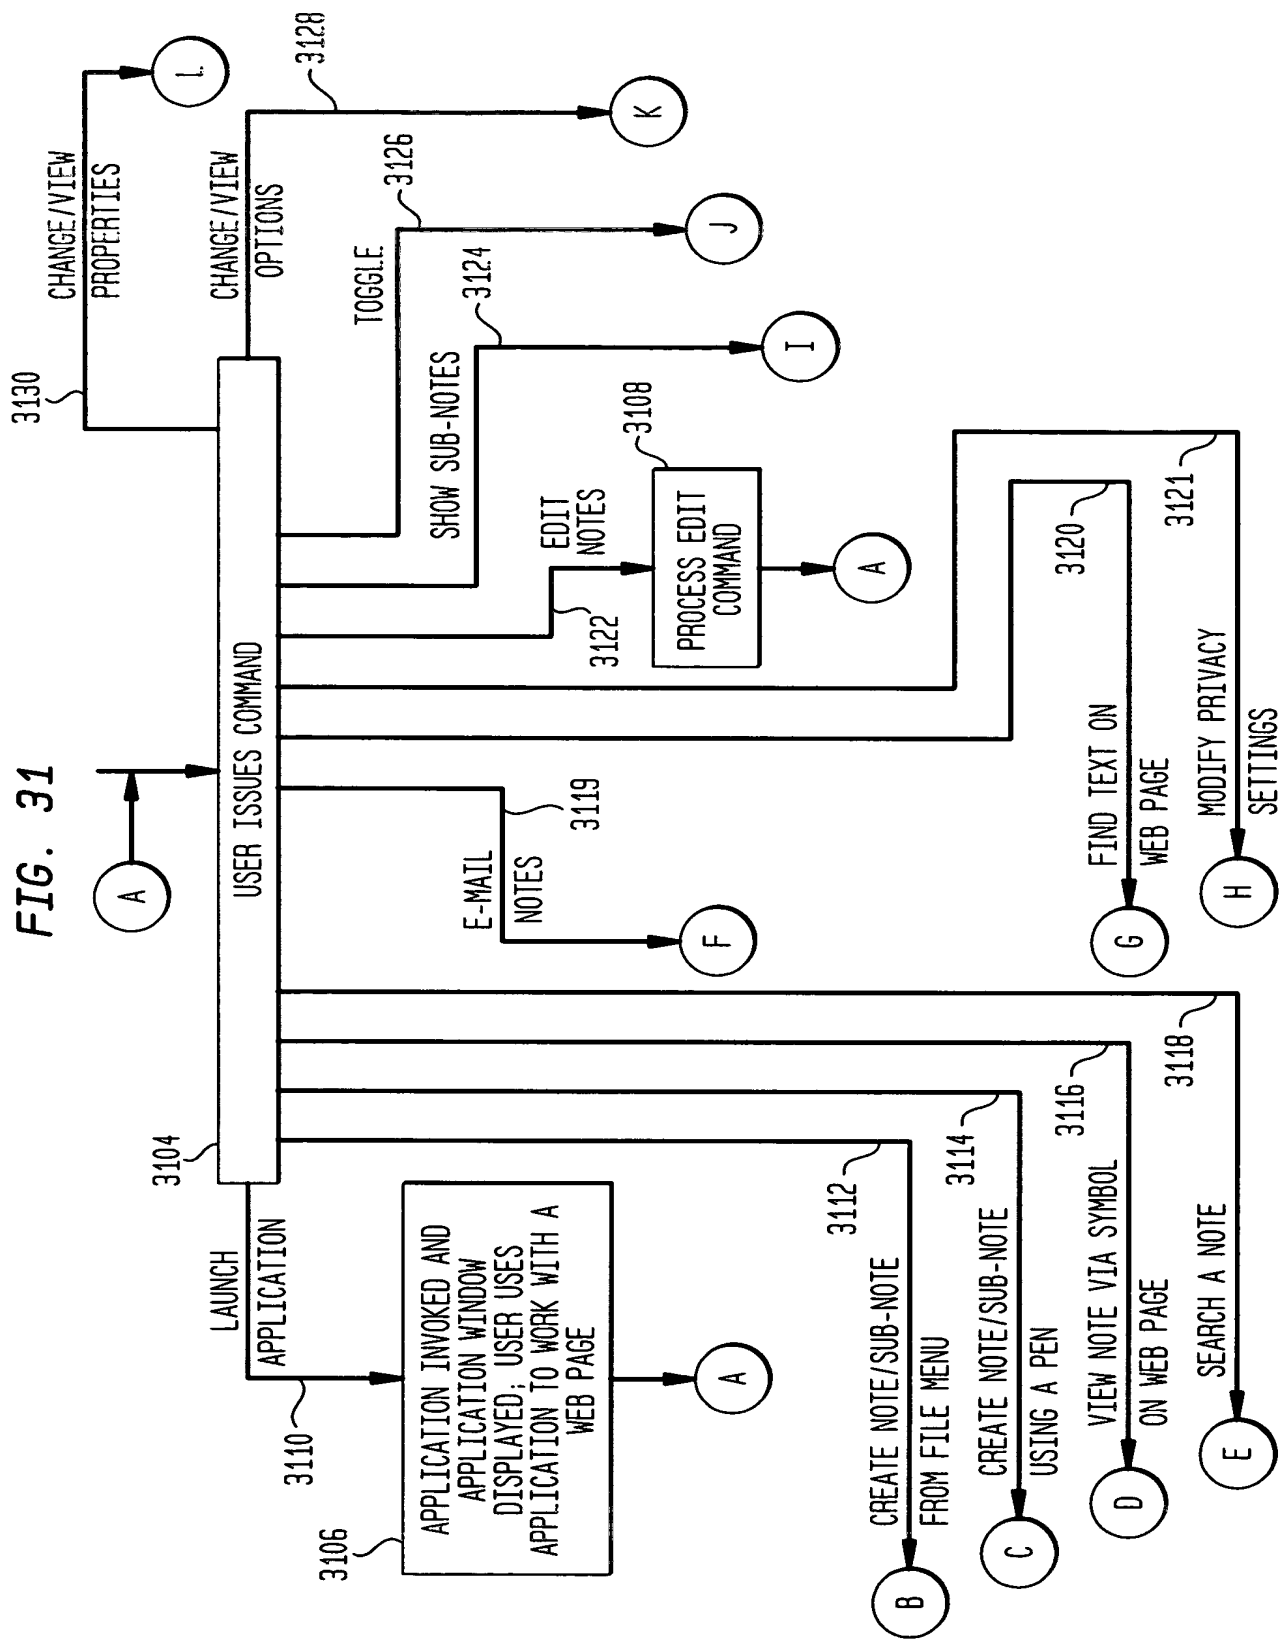 FIG. 31
A
3130
CHANGE/VIEW
PROPERTIES
L
3104
USER ISSUES COMMAND
CHANGE/VIEW
OPTIONS
3128
K
LAUNCH
APPLICATION
3110
3106
APPLICATION INVOKED AND
APPLICATION WINDOW
DISPLAYED; USER USES
APPLICATION TO WORK WITH A
WEB PAGE
A
E-MAIL
NOTES
3119
F
TOGGLE
3126
J
SHOW SUB-NOTES
3124
I
EDIT
NOTES
3122
3108
PROCESS EDIT
COMMAND
A
3112
CREATE NOTE/SUB-NOTE
FROM FILE MENU
B
3114
CREATE NOTE/SUB-NOTE
USING A PEN
C
3116
VIEW NOTE VIA SYMBOL
ON WEB PAGE
D
3118
SEARCH A NOTE
E
3120
FIND TEXT ON
WEB PAGE
G
3121
MODIFY PRIVACY
SETTINGS
H